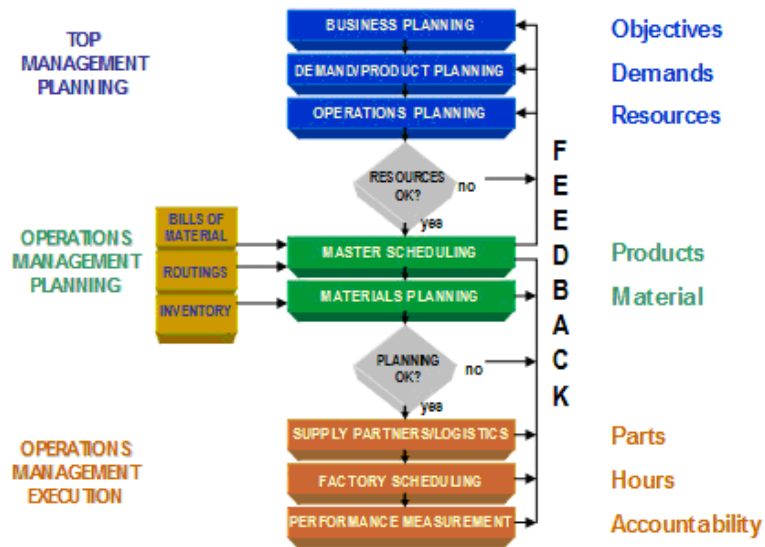 TOP
MANAGEMENT
PLANNING
BUSINESS PLANNING
Objectives
DEMAND/PRODUCT PLANNING
Demands
OPERATIONS PLANNING
Resources
RESOURCES
OK?
no
yes
F
E
E
D
B
A
C
K
OPERATIONS
MANAGEMENT
PLANNING
BILLS OF
MATERIAL
ROUTINGS
INVENTORY
MASTER SCHEDULING
Products
MATERIALS PLANNING
Material
PLANNING
OK?
no
yes
OPERATIONS
MANAGEMENT
EXECUTION
SUPPLY PARTNERS/LOGISTICS
Parts
FACTORY SCHEDULING
Hours
PERFORMANCE MEASUREMENT
Accountability